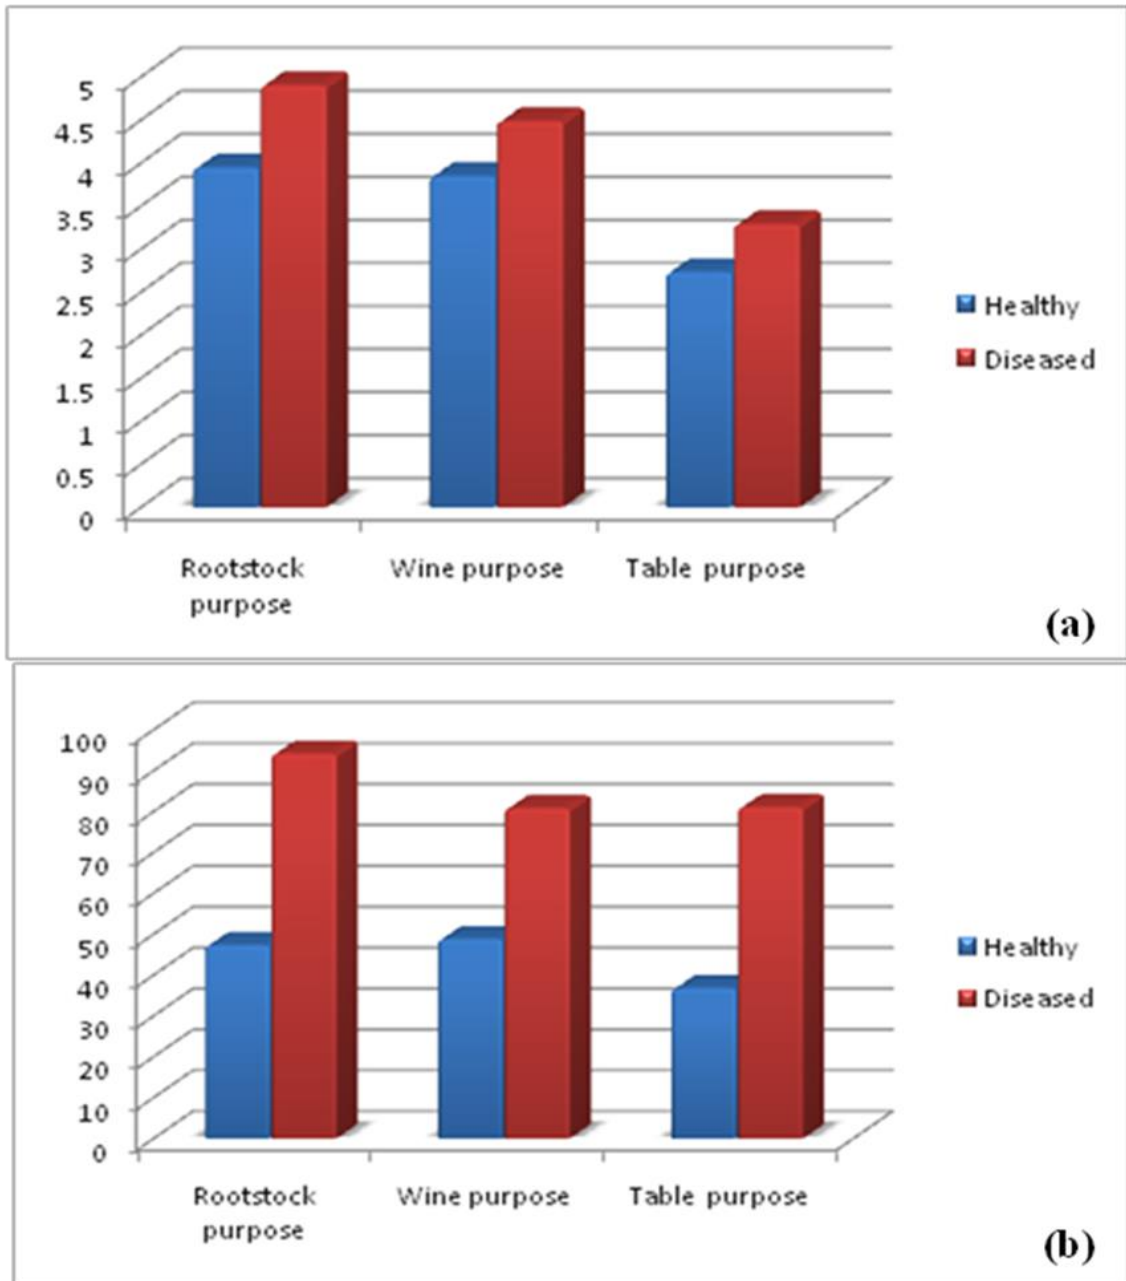 5
4.5
4
3.5
3
2.5
2
1.5
1
0.5
0
Rootstock purpose
Wine purpose
Table purpose
Healthy
Diseased
(a)
100
90
80
70
60
50
40
30
20
10
0
Rootstock purpose
Wine purpose
Table purpose
Healthy
Diseased
(b)